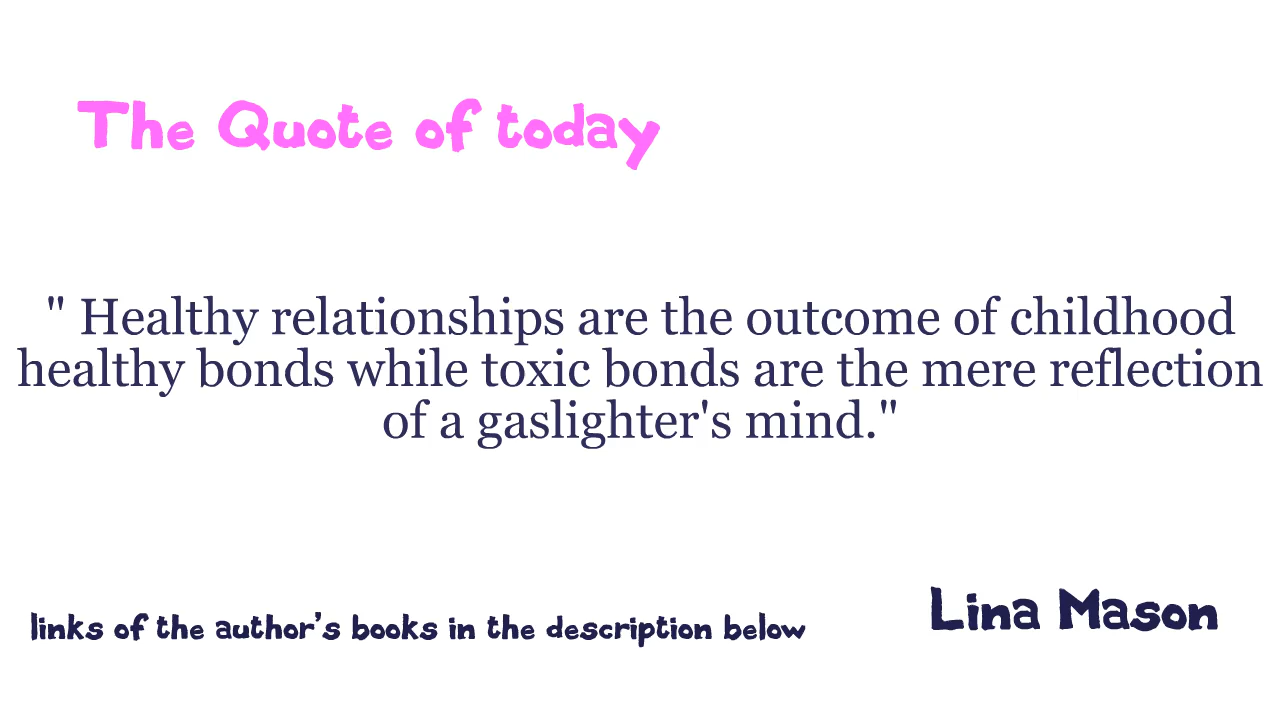 The Quote of today
" Healthy relationships are the outcome of childhood
healthy bonds while toxic bonds are the mere reflection
of a gaslighter's mind."
Lina Mason
links of the author's books in the description below